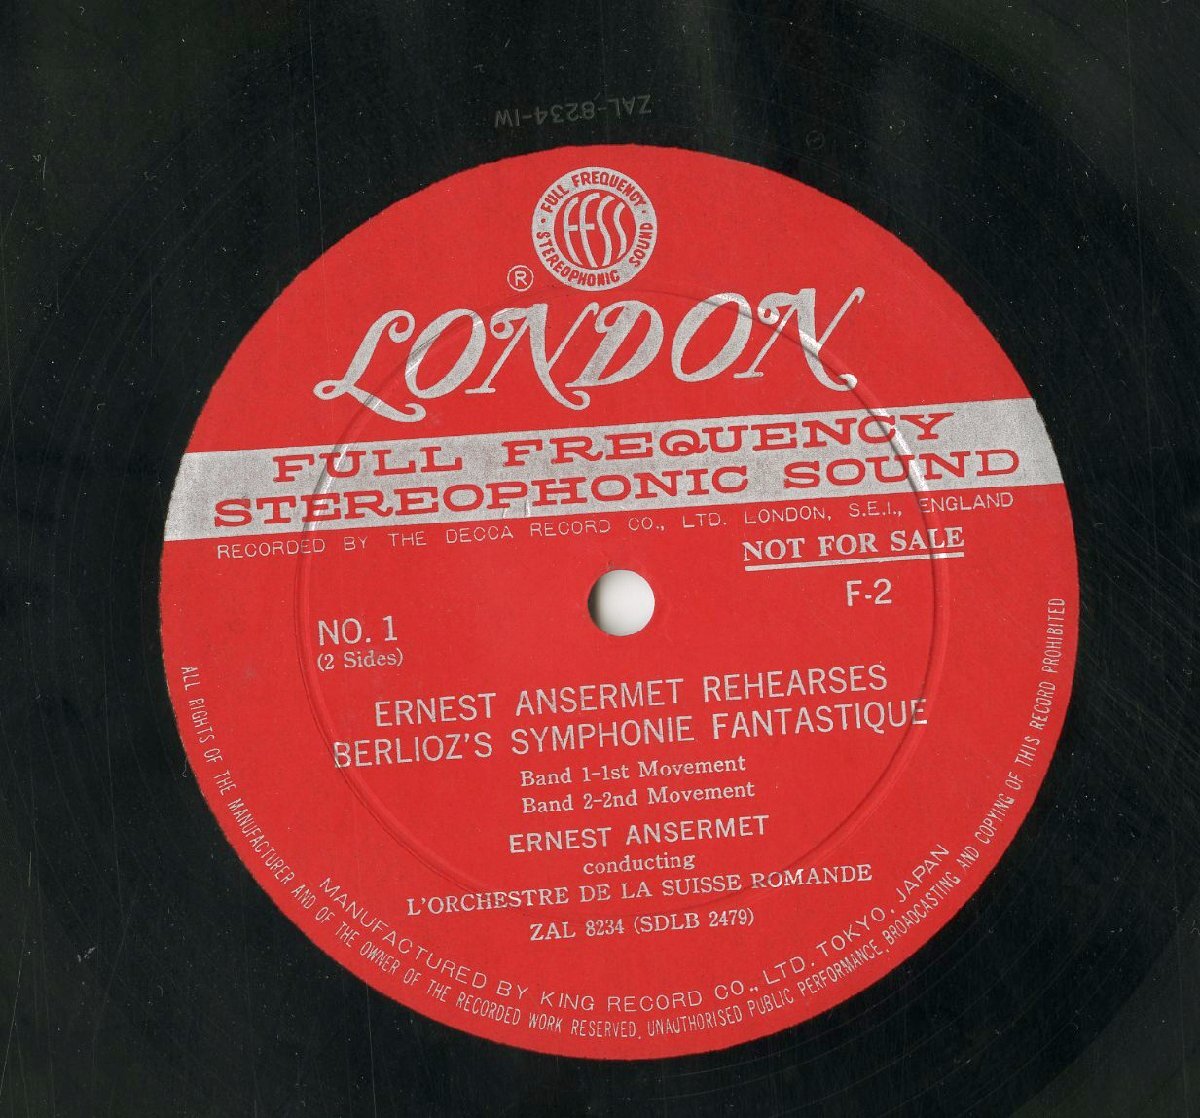 ZAL-8234-1W
FULL FREQUENCY
FFSS
STEREOPHONIC SOUND
®
LONDON
FULL FREQUENCY
STEREOPHONIC SOUND
RECORDED BY THE DECCA RECORD CO., LTD. LONDON, S.E.I., ENGLAND
NOT FOR SALE
F-2
NO. 1
(2 Sides)
ERNEST ANSERMET REHEARSES
BERLIOZ'S SYMPHONIE FANTASTIQUE
Band 1-1st Movement
Band 2-2nd Movement
ERNEST ANSERMET
conducting
L'ORCHESTRE DE LA SUISSE ROMANDE
ZAL 8234 (SDLB 2479)
MANUFACTURED BY KING RECORD CO., LTD. TOKYO, JAPAN
ALL RIGHTS OF THE MANUFACTURER AND OF THE OWNER OF THE RECORDED WORK RESERVED, UNAUTHORISED PUBLIC PERFORMANCE, BROADCASTING AND COPYING OF THIS RECORD PROHIBITED